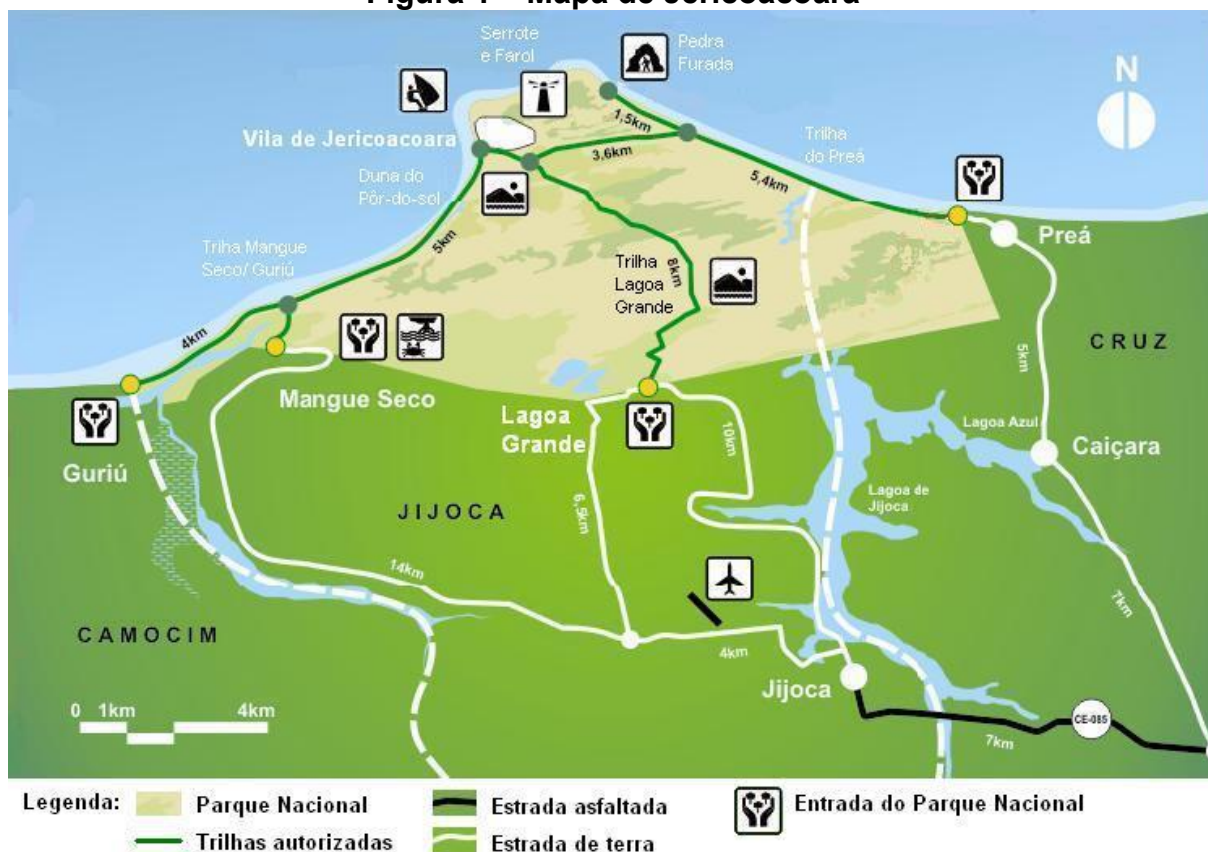 Figura 1 – Mapa de Jericoacoara
Serrote
e Farol
Pedra
Furada
N
Vila de Jericoacoara
1,5km
3,6km
Trilha
do Preá
5,4km
Duna do
Pôr-do-sol
Preá
Triha Mangue
Seco/ Guriú
5km
Trilha
Lagoa
Grande
8km
4km
CRUZ
5km
Mangue Seco
Lagoa
Grande
Guriú
10km
Lagoa Azul
Caiçara
JIJOCA
6,5km
Lagoa de
Jijoca
14km
7km
CAMOCIM
4km
Jijoca
0 1km 4km
CE-085
7km
Legenda:
Parque Nacional
Estrada asfaltada
Entrada do Parque Nacional
Trilhas autorizadas
Estrada de terra